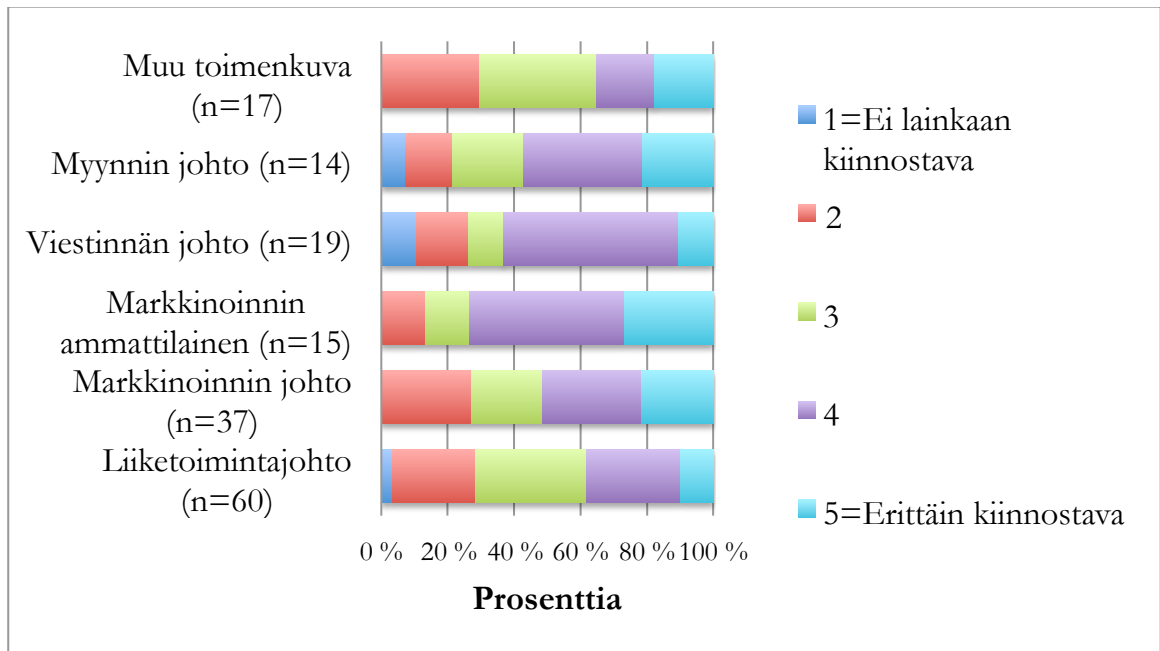 Muu toimenkuva
(n=17)
Myynnin johto (n=14)
Viestinnän johto (n=19)
Markkinoinnin
ammattilainen (n=15)
Markkinoinnin johto
(n=37)
Liiketoimintajohto
(n=60)
0 % 20 % 40 % 60 % 80 % 100 %
Prosenttia
1=Ei lainkaan
kiinnostava
2
3
4
5=Erittäin kiinnostava